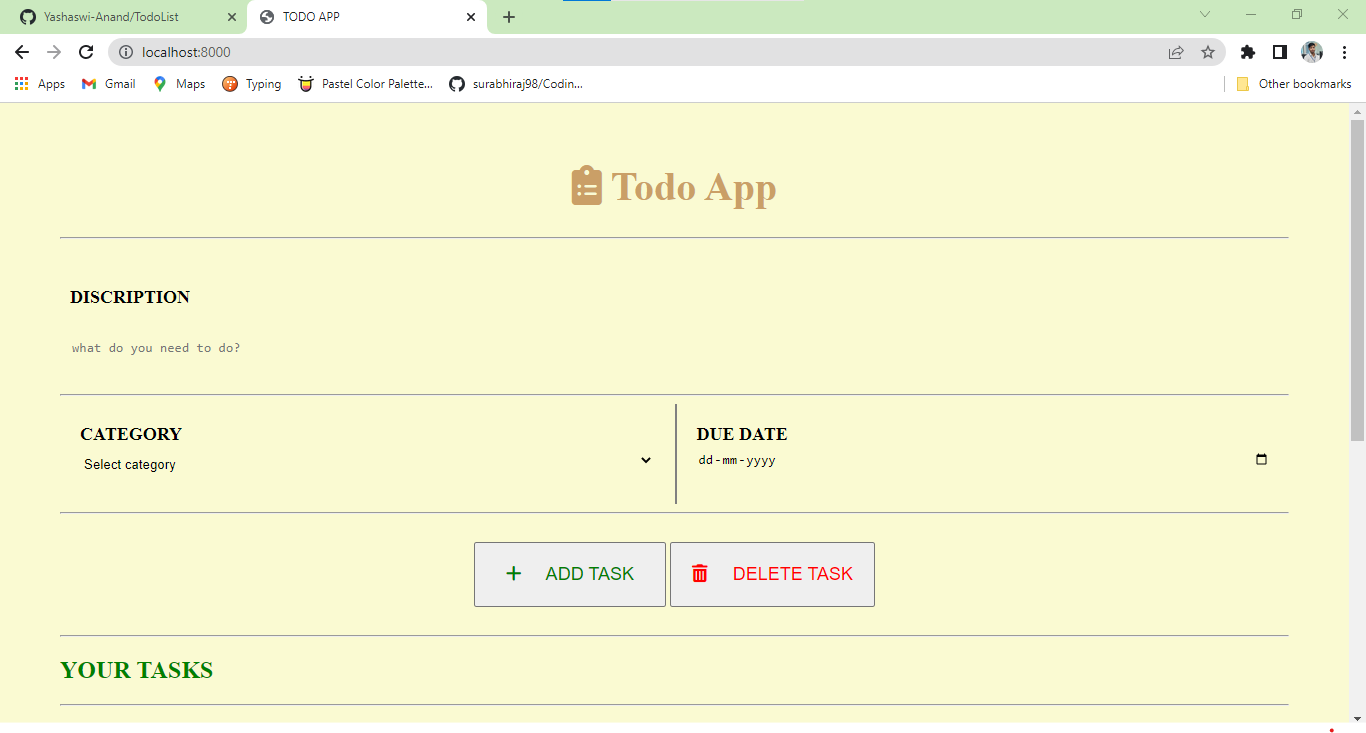 Yashaswi-Anand/TodoList
TODO APP
localhost:8000
Apps
Gmail
Maps
Typing
Pastel Color Palette...
surabhiraj98/Codin...
Other bookmarks
Todo App
DISCRIPTION
what do you need to do?
CATEGORY
Select category
DUE DATE
dd-mm-yyyy
ADD TASK
DELETE TASK
YOUR TASKS